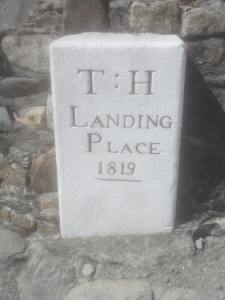 T : H
LANDING
PLACE
1819